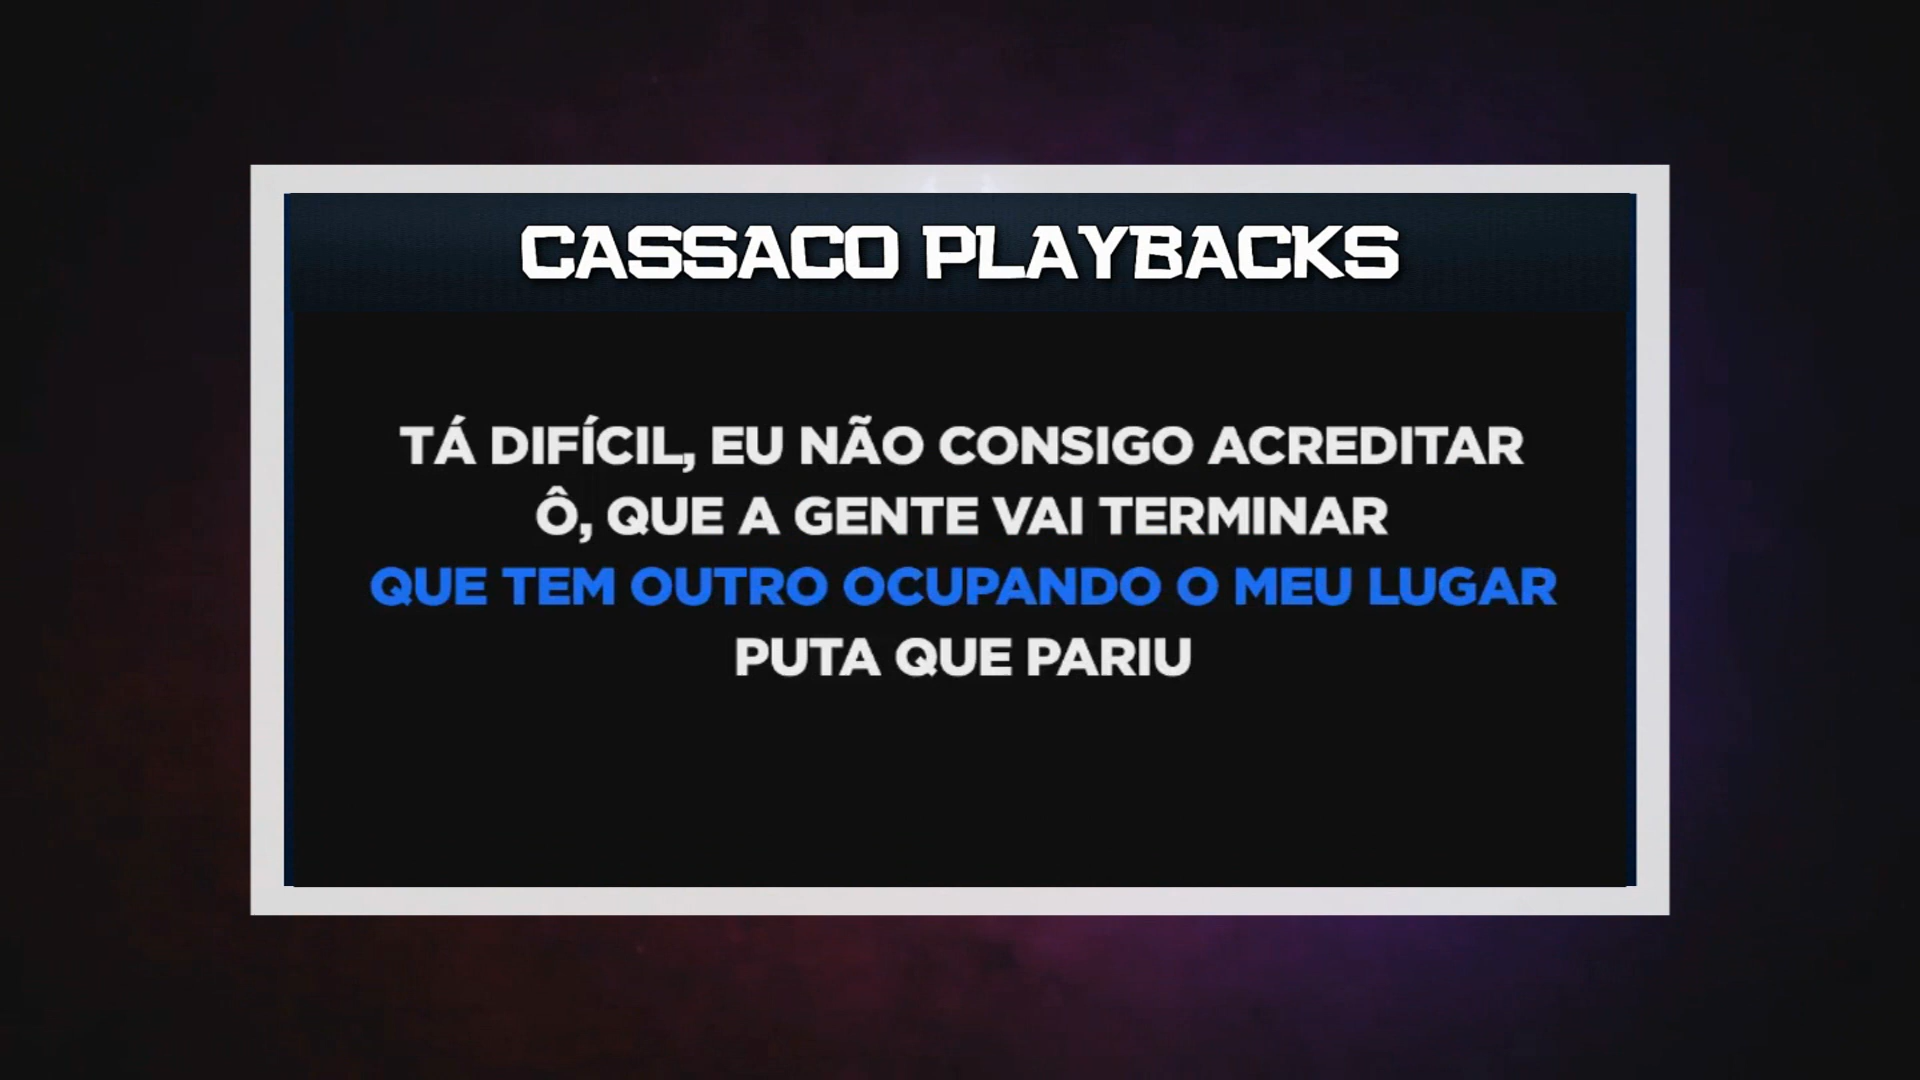 CASSACO PLAYBACKS
TÁ DIFÍCIL, EU NÃO CONSIGO ACREDITAR
Ô, QUE A GENTE VAI TERMINAR
QUE TEM OUTRO OCUPANDO O MEU LUGAR
PUTA QUE PARIU